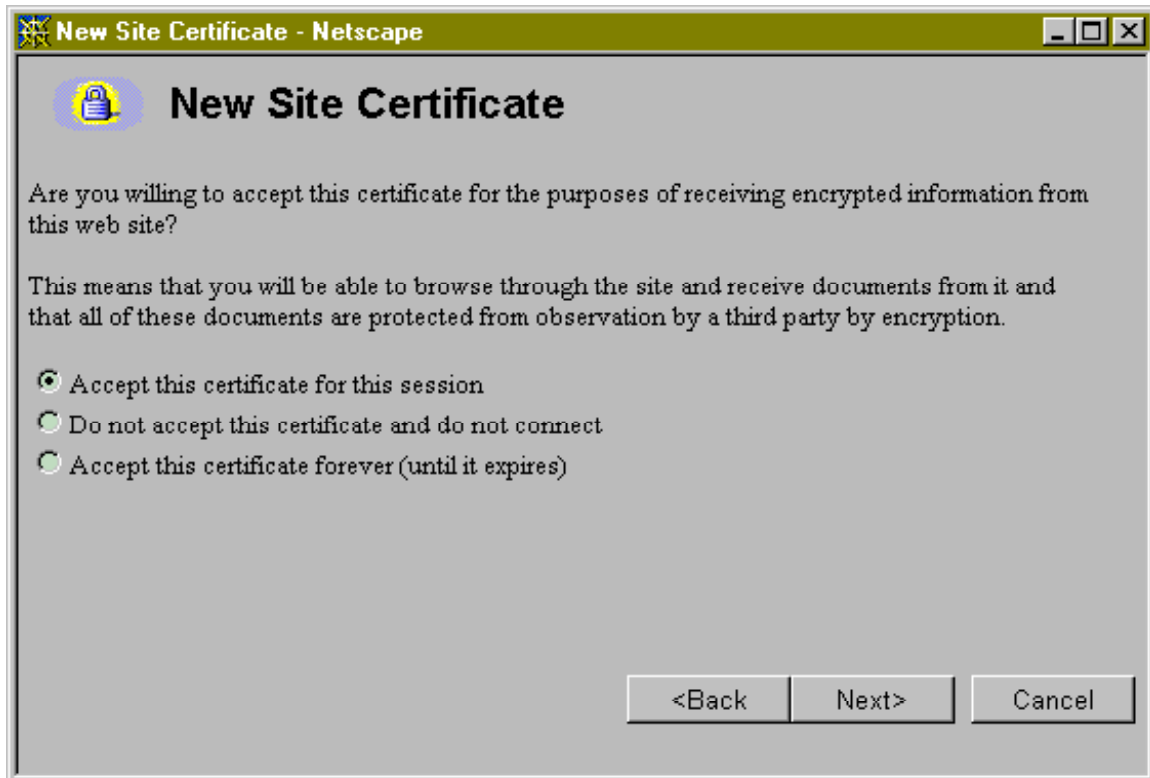 New Site Certificate - Netscape
New Site Certificate
Are you willing to accept this certificate for the purposes of receiving encrypted information from
this web site?
This means that you will be able to browse through the site and receive documents from it and
that all of these documents are protected from observation by a third party by encryption.
Accept this certificate for this session
Do not accept this certificate and do not connect
Accept this certificate forever (until it expires)
<Back Next> Cancel